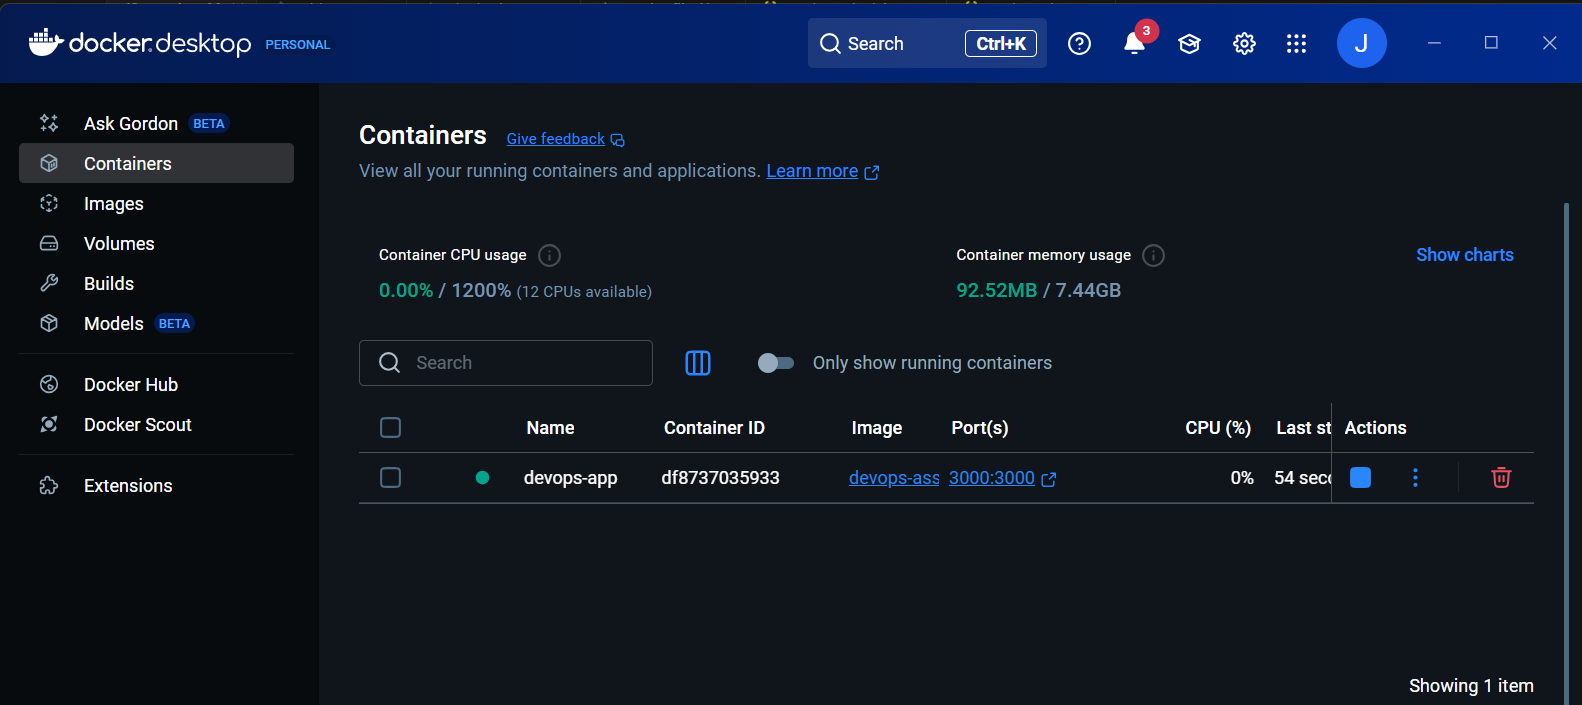 docker.desktop PERSONAL
Search Ctrl+K
3
J
Ask Gordon BETA
Containers
Images
Volumes
Builds
Models BETA
Docker Hub
Docker Scout
Extensions
Containers Give feedback
View all your running containers and applications. Learn more
Container CPU usage
0.00% / 1200% (12 CPUs available)
Container memory usage
92.52MB / 7.44GB
Show charts
Search
Only show running containers
Name Container ID Image Port(s) CPU (%) Last st Actions
devops-app df8737035933 devops-ass 3000:3000 0% 54 sec
Showing 1 item